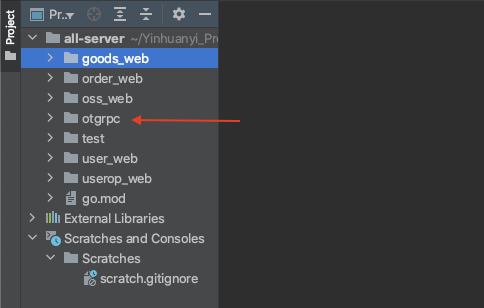 Project
Pr..
all-server ~/Yinhuanyi_Pro
goods_web
order_web
oss_web
otgrpc
test
user_web
userop_web
go.mod
External Libraries
Scratches and Consoles
Scratches
scratch.gitignore